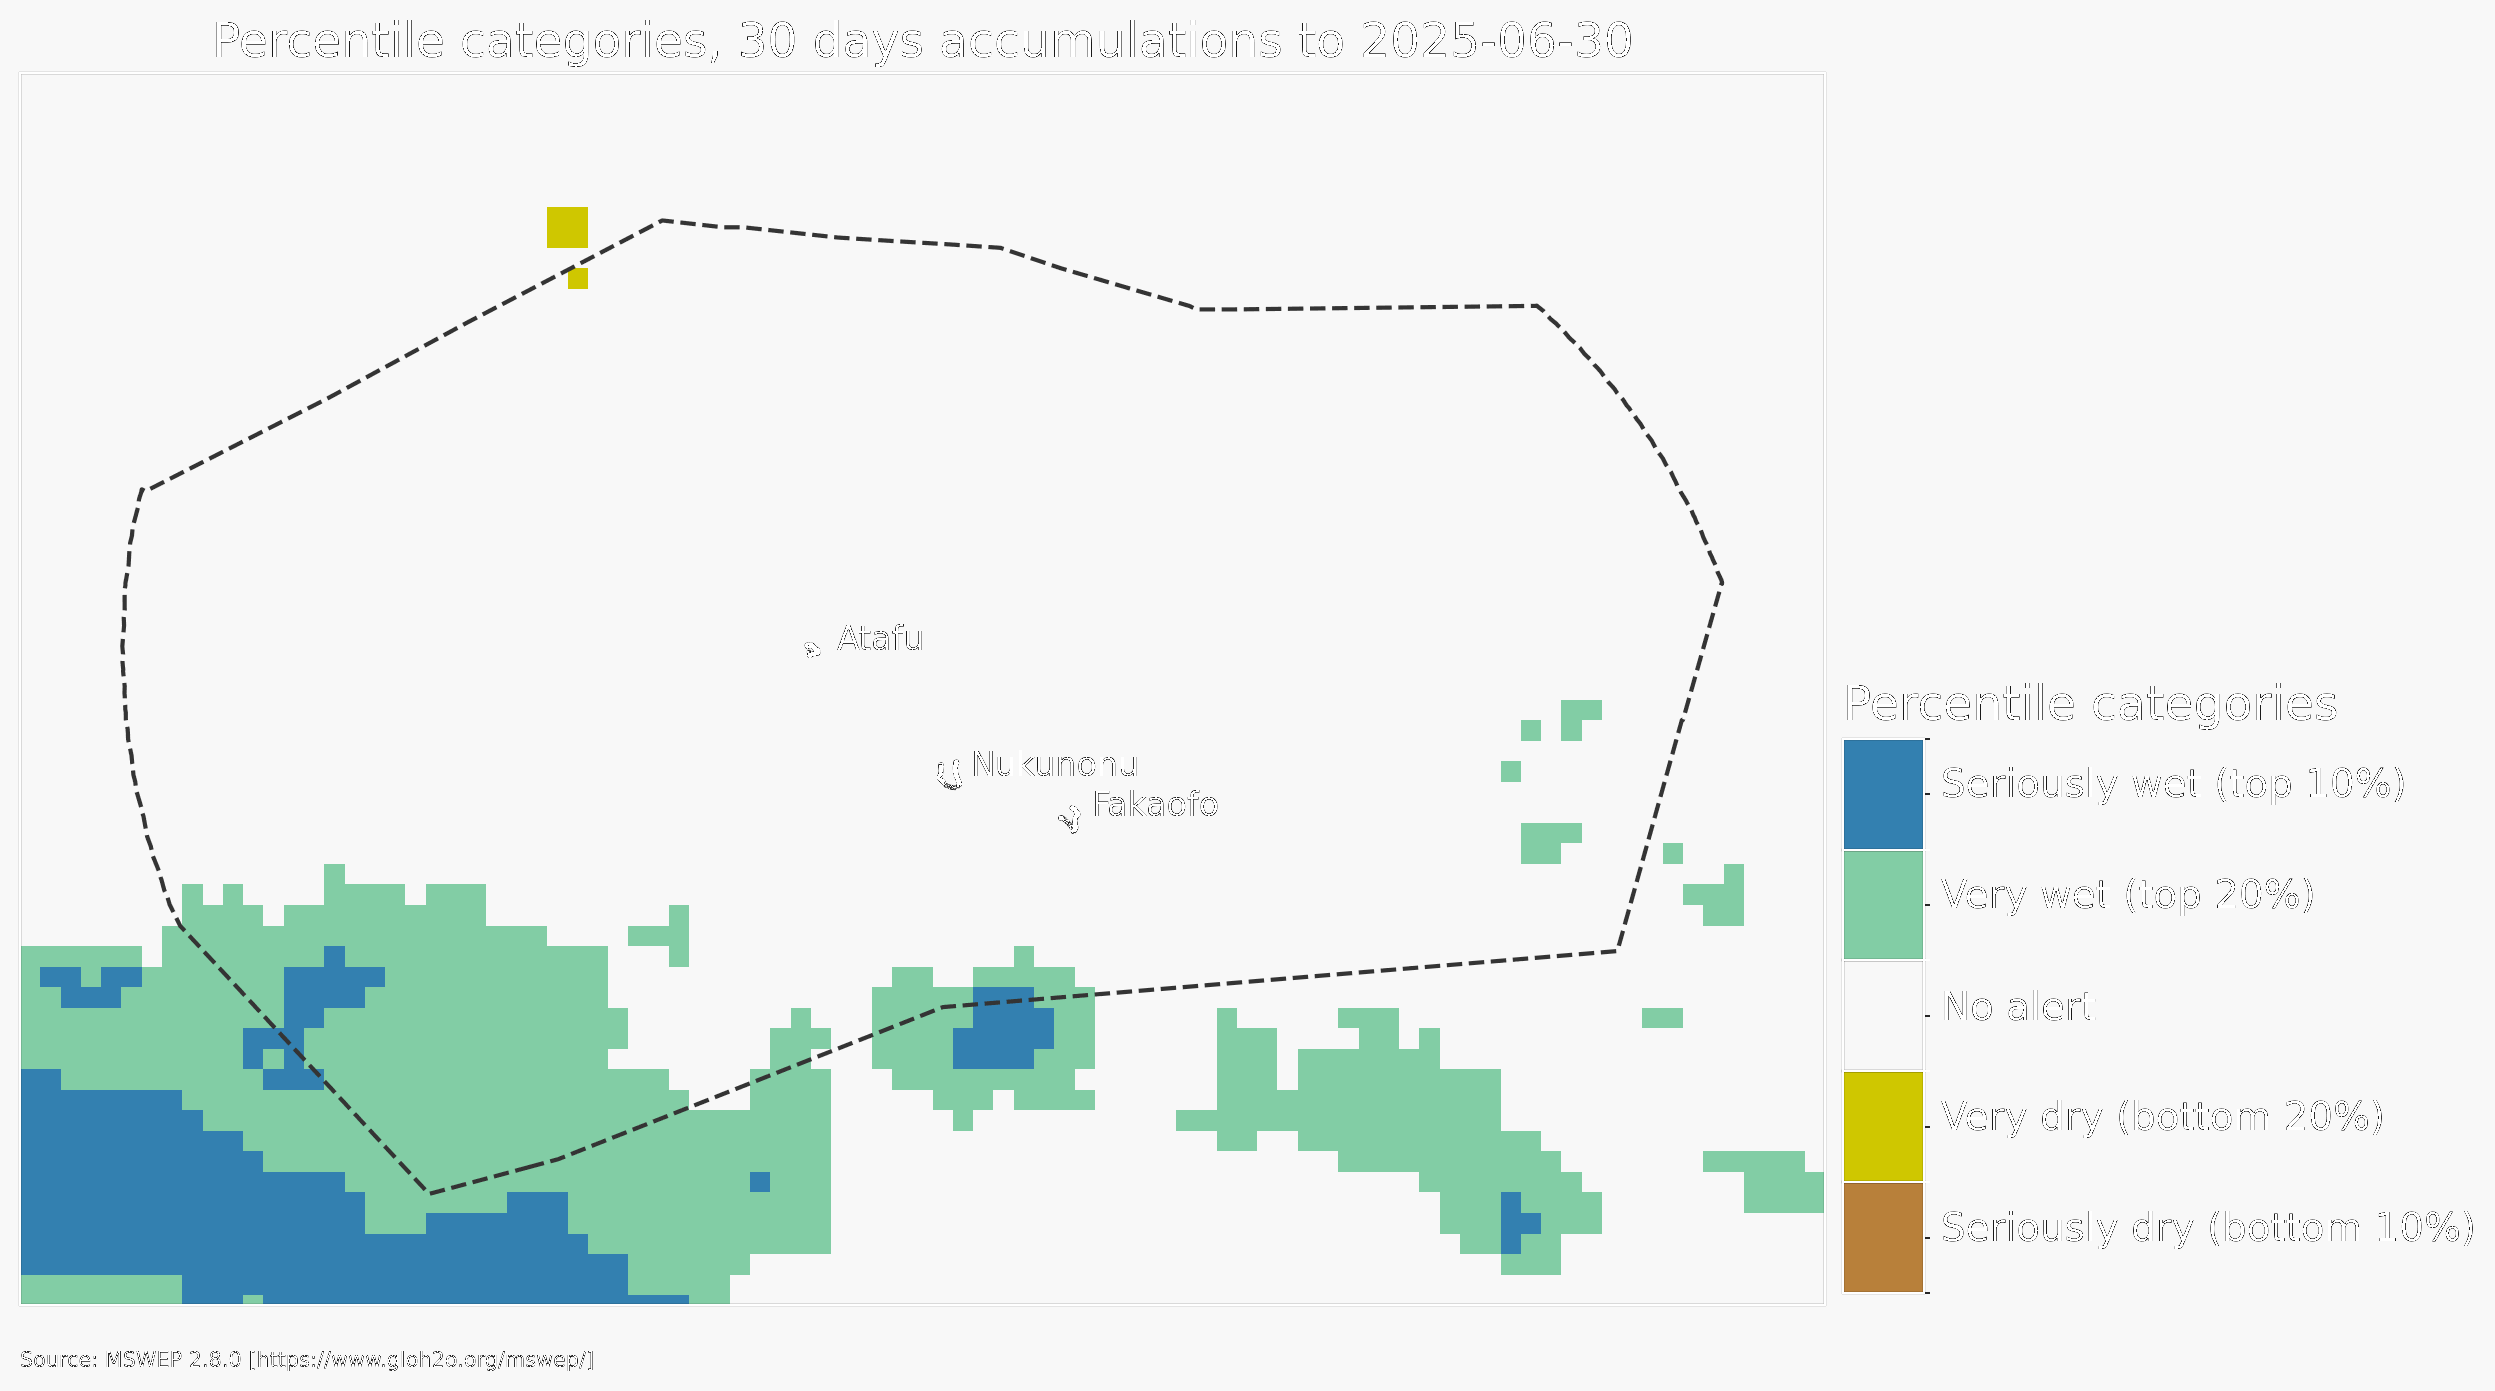 Percentile categories, 30 days accumulations to 2025-06-30
Atafu
Nukunonu
Fakaofo
Percentile categories
Seriously wet (top 10%)
Very wet (top 20%)
No alert
Very dry (bottom 20%)
Seriously dry (bottom 10%)
Source: MSWEP 2.8.0 [https://www.gloh2o.org/mswep/]